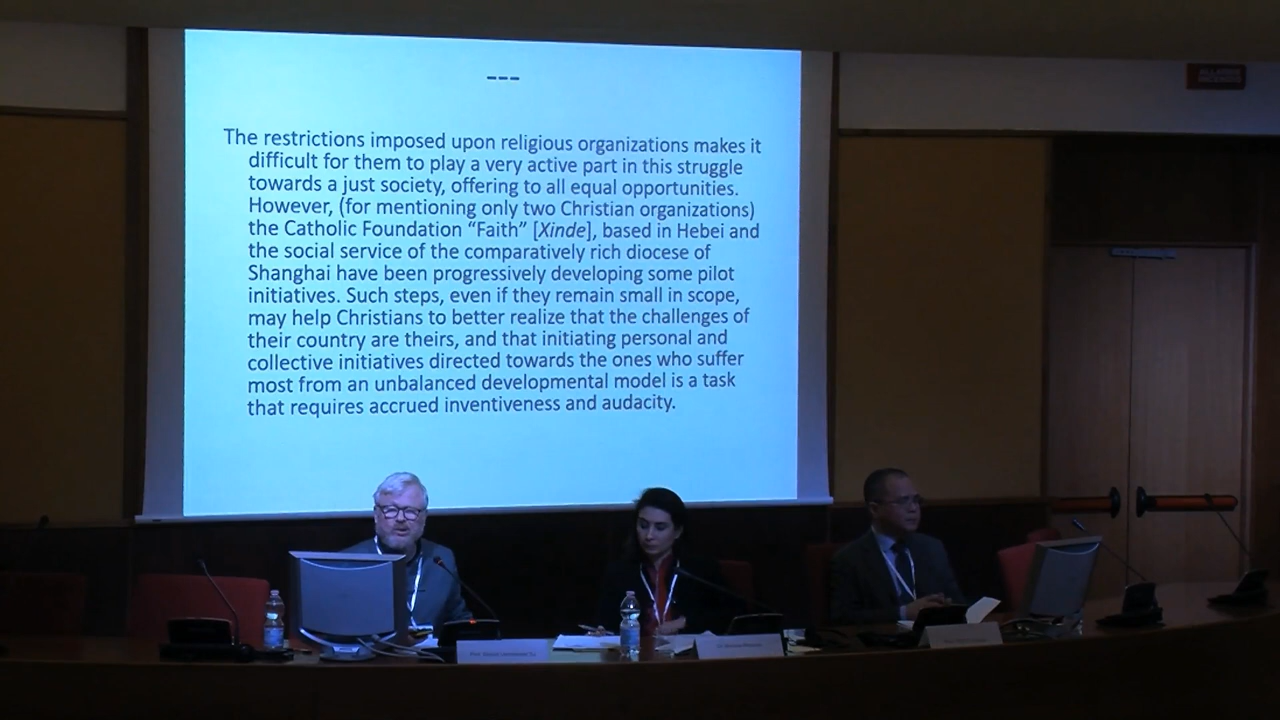 ---
The restrictions imposed upon religious organizations makes it
difficult for them to play a very active part in this struggle
towards a just society, offering to all equal opportunities.
However, (for mentioning only two Christian organizations)
the Catholic Foundation “Faith” [Xinde], based in Hebei and
the social service of the comparatively rich diocese of
Shanghai have been progressively developing some pilot
initiatives. Such steps, even if they remain small in scope,
may help Christians to better realize that the challenges of
their country are theirs, and that initiating personal and
collective initiatives directed towards the ones who suffer
most from an unbalanced developmental model is a task
that requires accrued inventiveness and audacity.